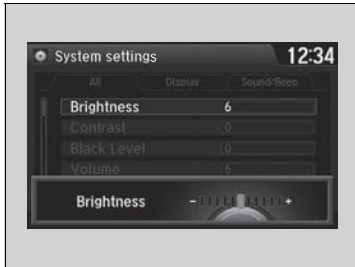 System settings 12:34
All Display Sound/Beep
Brightness 6
Contrast 0
Black Level 0
Volume 6
Brightness - +